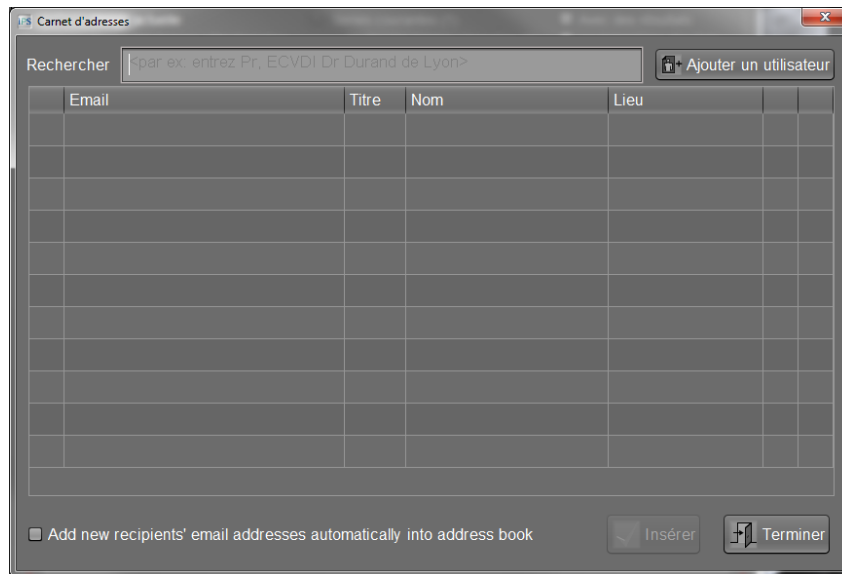 iPS Carnet d'adresses
Rechercher <par ex: entrez Pr, ECVDI Dr Durand de Lyon> Ajouter un utilisateur
Email Titre Nom Lieu
Add new recipients' email addresses automatically into address book Insérer Terminer